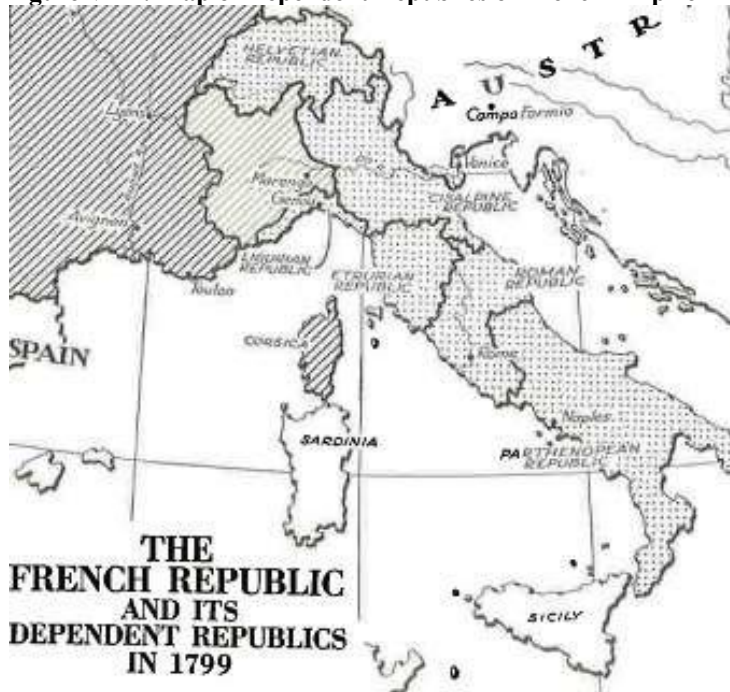 HELVETIAN
REPUBLIC
AUSTR
Campo Formio
Lyons
Venice
Marengo
Genoa
CISALPINE
REPUBLIC
Avignon
LIGURIAN
REPUBLIC
ETRURIAN
REPUBLIC
ROMAN
REPUBLIC
Toulon
CORSICA
SPAIN
Rome
Naples
SARDINIA
PARTHENOPEAN
REPUBLIC
THE
FRENCH REPUBLIC
AND ITS
DEPENDENT REPUBLICS
IN 1799
SICILY